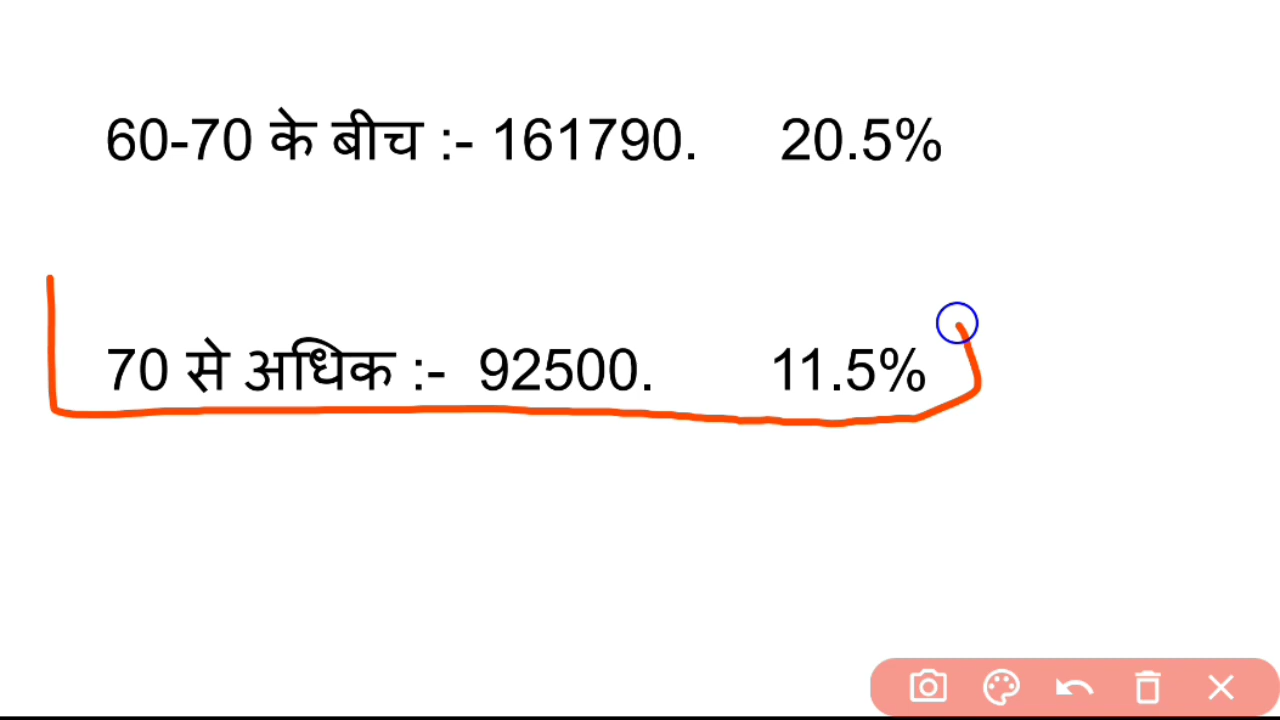 60-70 के बीच :- 161790. 20.5%
70 से अधिक :- 92500. 11.5%